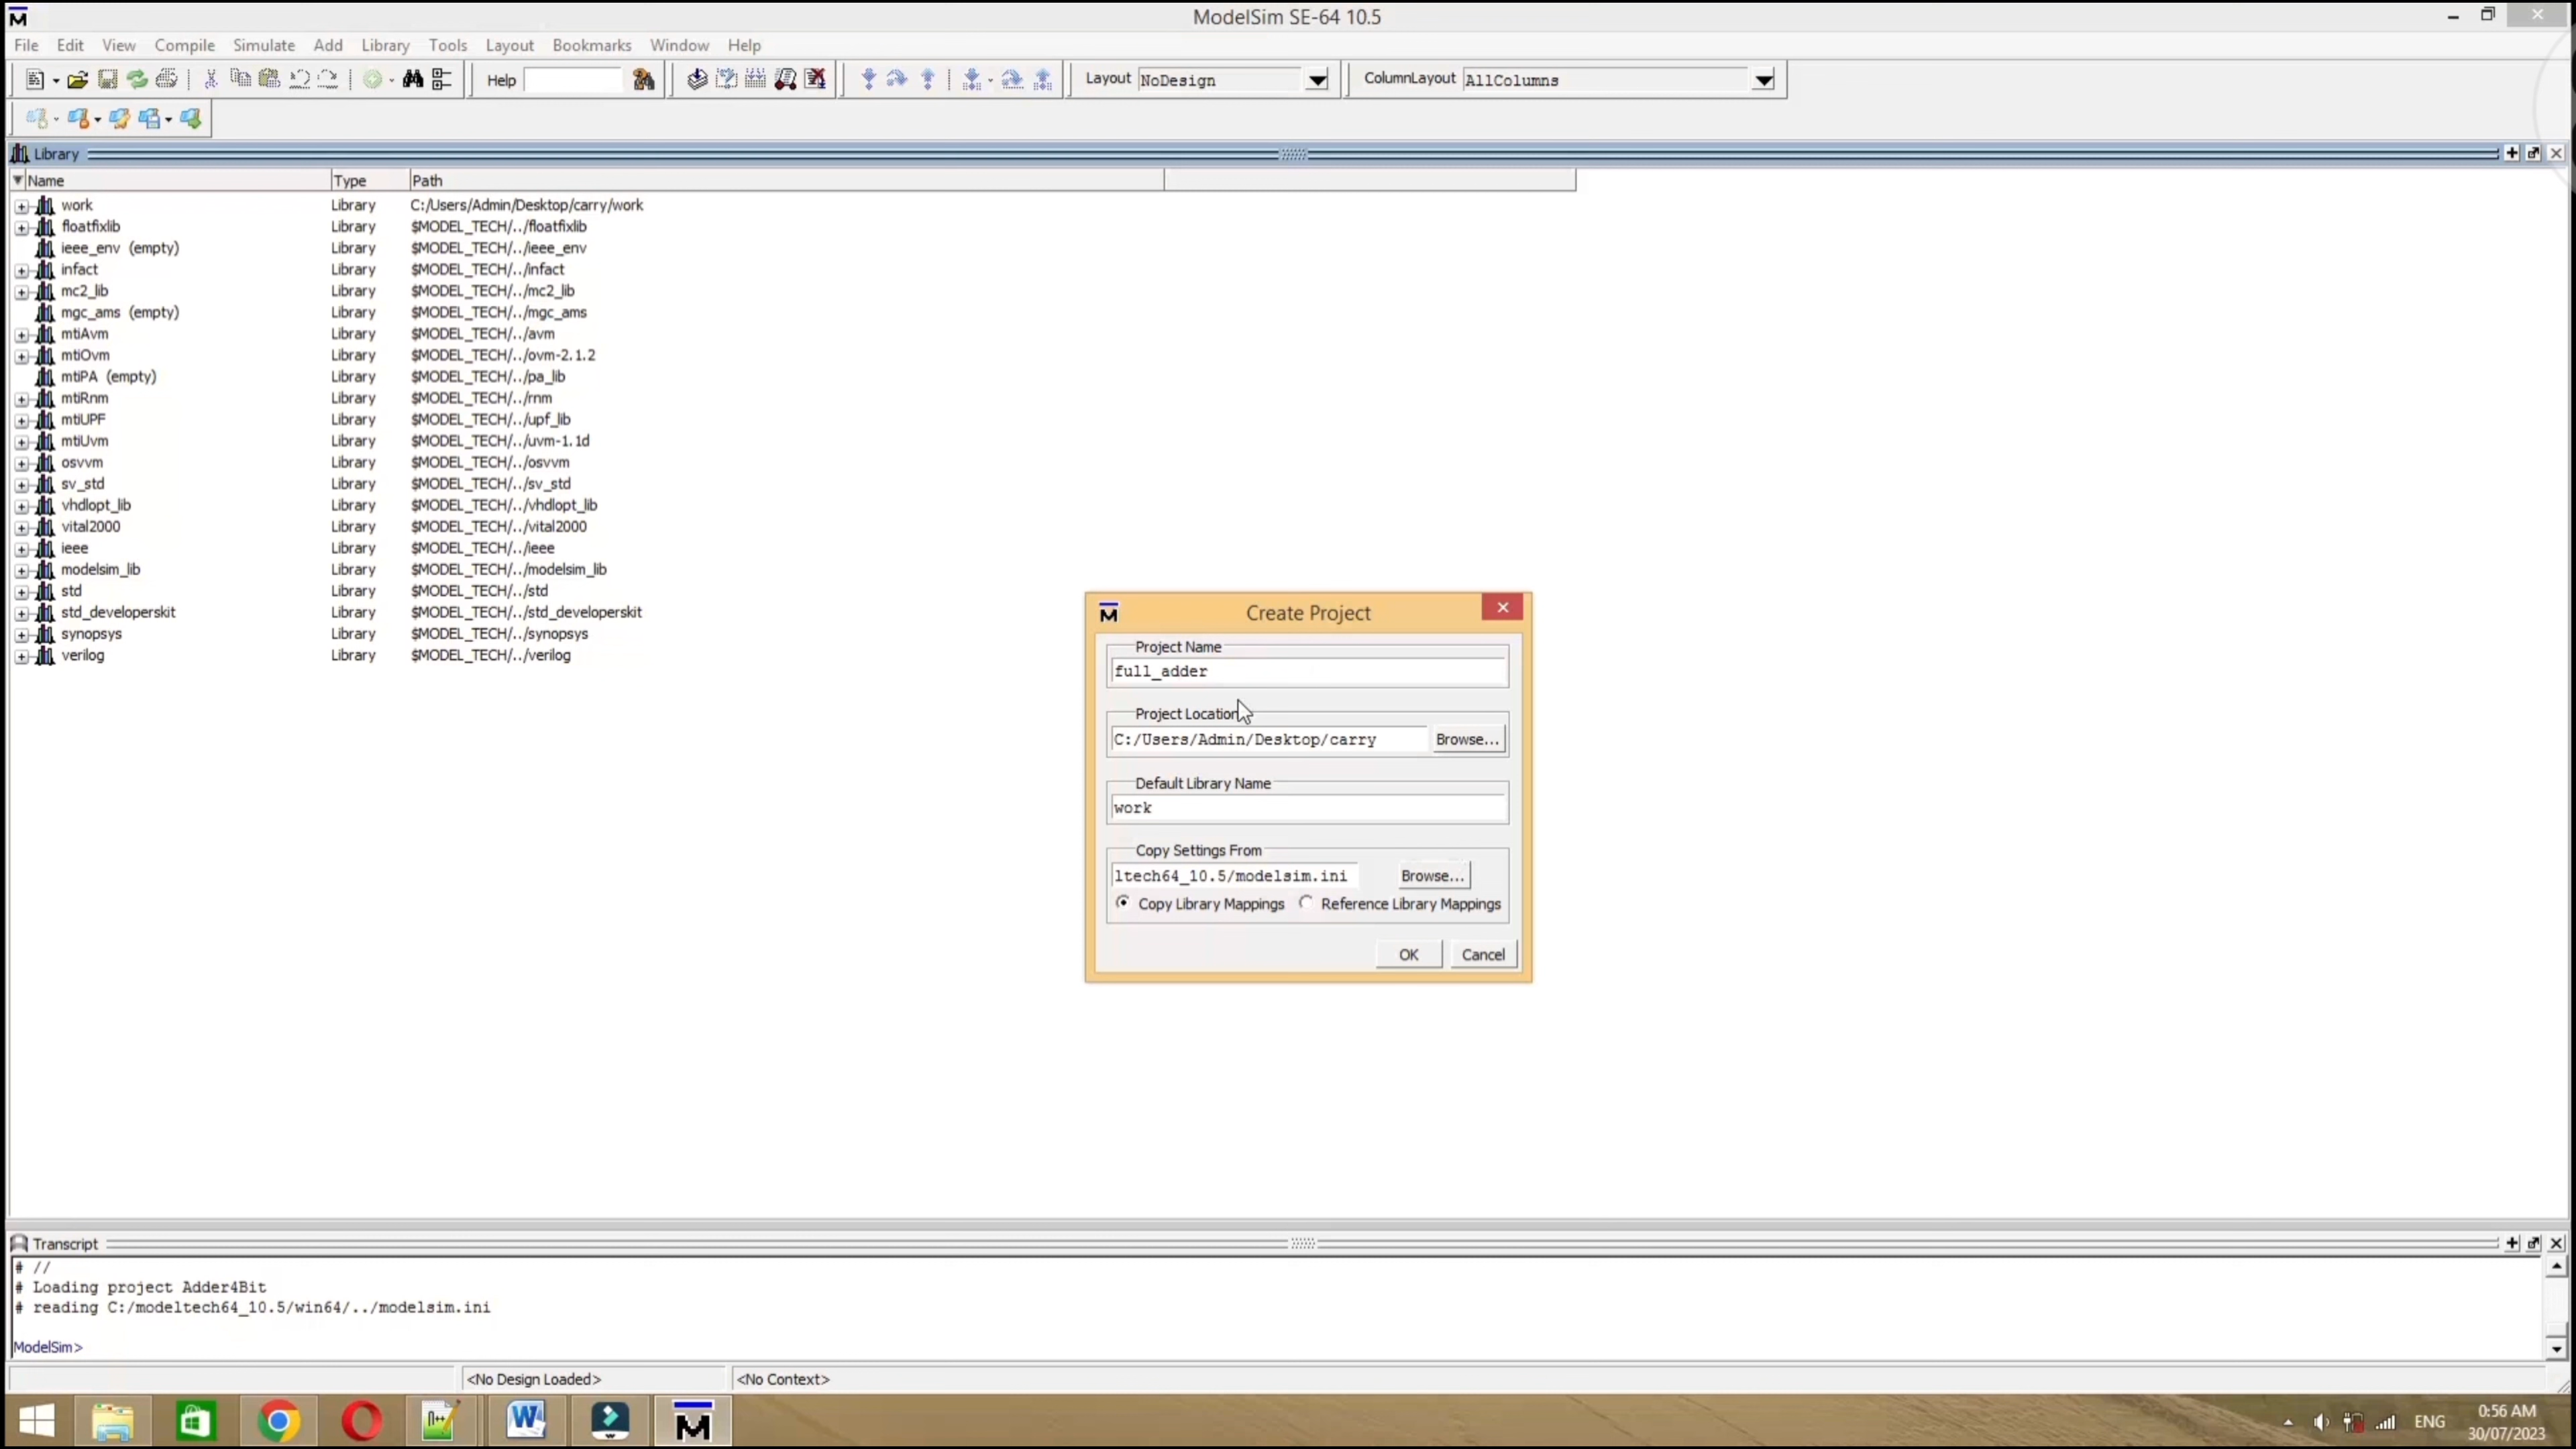 ModelSim SE-64 10.5
File Edit View Compile Simulate Add Library Tools Layout Bookmarks Window Help
Help Layout NoDesign ColumnLayout AllColumns
Library
Name Type Path
work Library C:/Users/Admin/Desktop/carry/work
floatfixlib Library $MODEL_TECH/../floatfixlib
ieee_env (empty) Library $MODEL_TECH/../ieee_env
infact Library $MODEL_TECH/../infact
mc2_lib Library $MODEL_TECH/../mc2_lib
mgc_ams (empty) Library $MODEL_TECH/../mgc_ams
mtiAvm Library $MODEL_TECH/../avm
mtiOvm Library $MODEL_TECH/../ovm-2.1.2
mtiPA (empty) Library $MODEL_TECH/../pa_lib
mtiRnm Library $MODEL_TECH/../rnm
mtiUPF Library $MODEL_TECH/../upf_lib
mtiUvm Library $MODEL_TECH/../uvm-1.1d
osvvm Library $MODEL_TECH/../osvvm
sv_std Library $MODEL_TECH/../sv_std
vhdlopt_lib Library $MODEL_TECH/../vhdlopt_lib
vital2000 Library $MODEL_TECH/../vital2000
ieee Library $MODEL_TECH/../ieee
modelsim_lib Library $MODEL_TECH/../modelsim_lib
std Library $MODEL_TECH/../std
std_developerskit Library $MODEL_TECH/../std_developerskit
synopsys Library $MODEL_TECH/../synopsys
verilog Library $MODEL_TECH/../verilog
Create Project
Project Name
full_adder
Project Location
C:/Users/Admin/Desktop/carry Browse...
Default Library Name
work
Copy Settings From
ltech64_10.5/modelsim.ini Browse...
Copy Library Mappings Reference Library Mappings
OK Cancel
Transcript
# //
# Loading project Adder4Bit
# reading C:/modeltech64_10.5/win64/../modelsim.ini
ModelSim>
<No Design Loaded> <No Context>
ENG 0:56 AM
30/07/2023